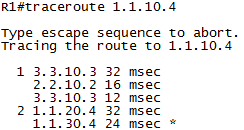 R1#traceroute 1.1.10.4
Type escape sequence to abort.
Tracing the route to 1.1.10.4
1 3.3.10.3 32 msec
2.2.10.2 16 msec
3.3.10.3 12 msec
2 1.1.20.4 32 msec
1.1.30.4 24 msec *